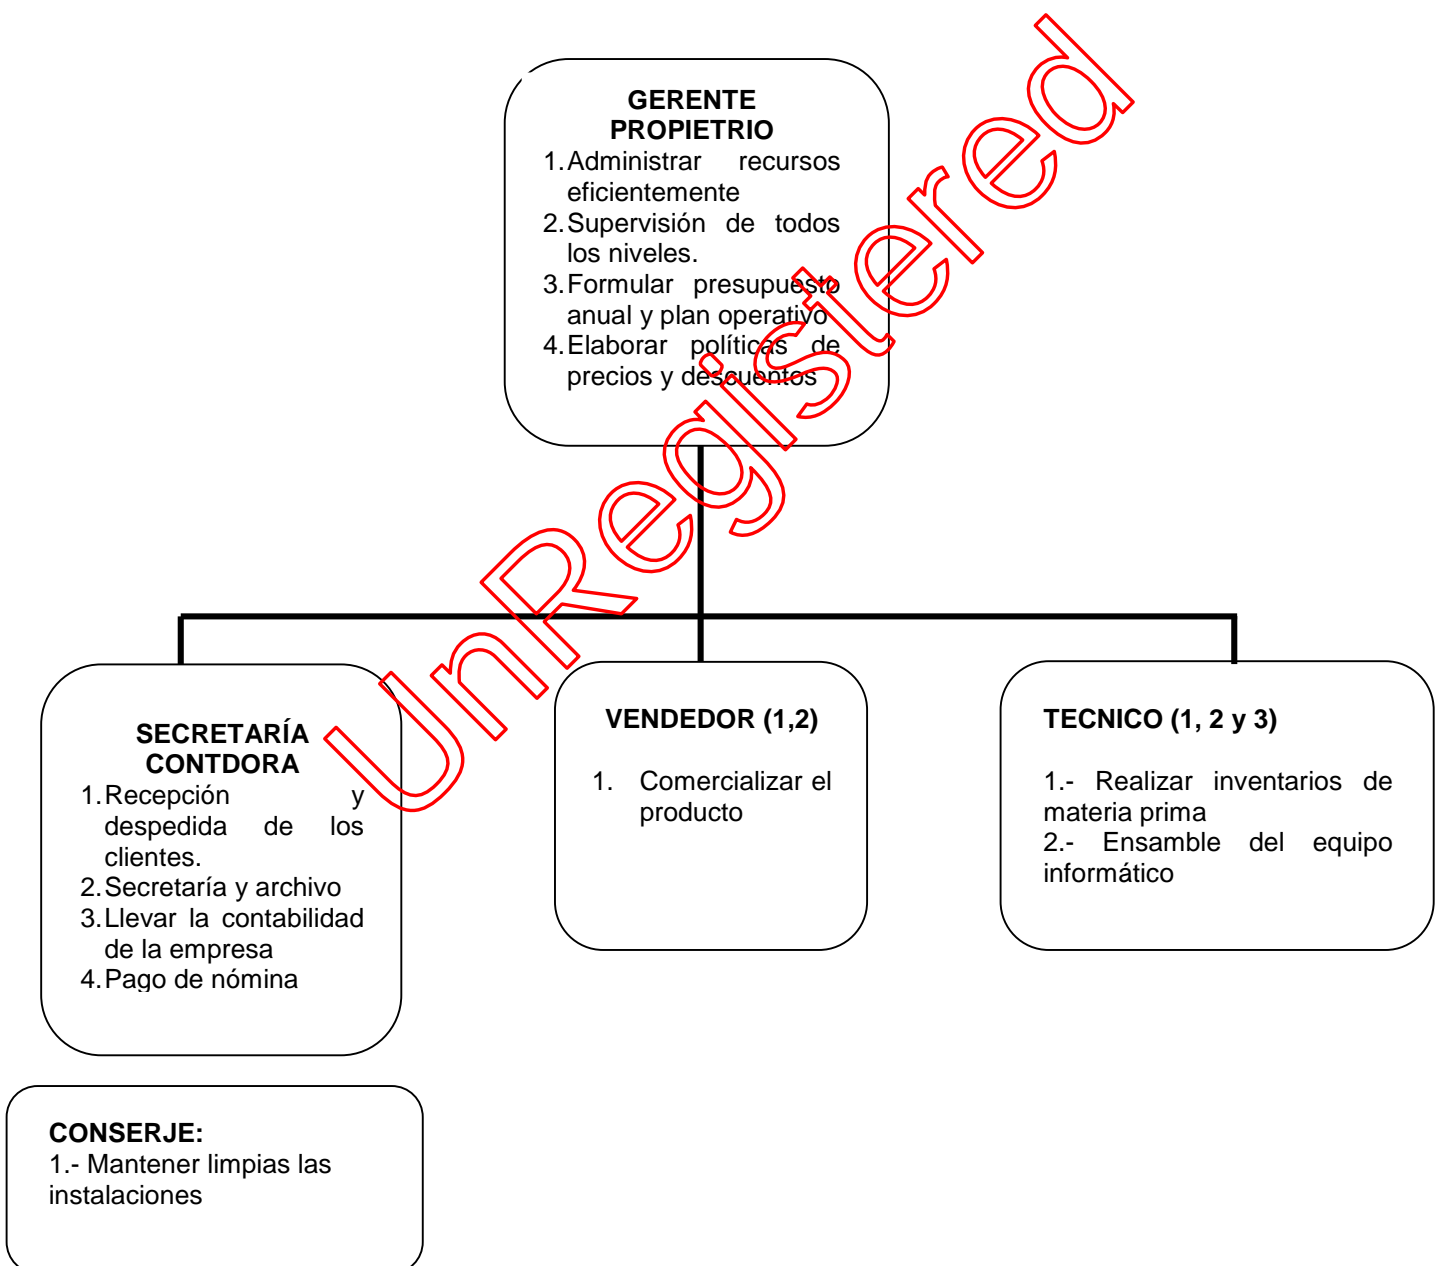 GERENTE
PROPIETRIO
1.Administrar recursos
eficientemente
2.Supervisión de todos
los niveles.
3.Formular presupuesto
anual y plan operativo
4.Elaborar políticas de
precios y descuentos
SECRETARÍA
CONTDORA
1.Recepción y
despedida de los
clientes.
2.Secretaría y archivo
3.Llevar la contabilidad
de la empresa
4.Pago de nómina
VENDEDOR (1,2)
1. Comercializar el
producto
TECNICO (1, 2 y 3)
1.- Realizar inventarios de
materia prima
2.- Ensamble del equipo
informático
CONSERJE:
1.- Mantener limpias las
instalaciones
UnRegistered